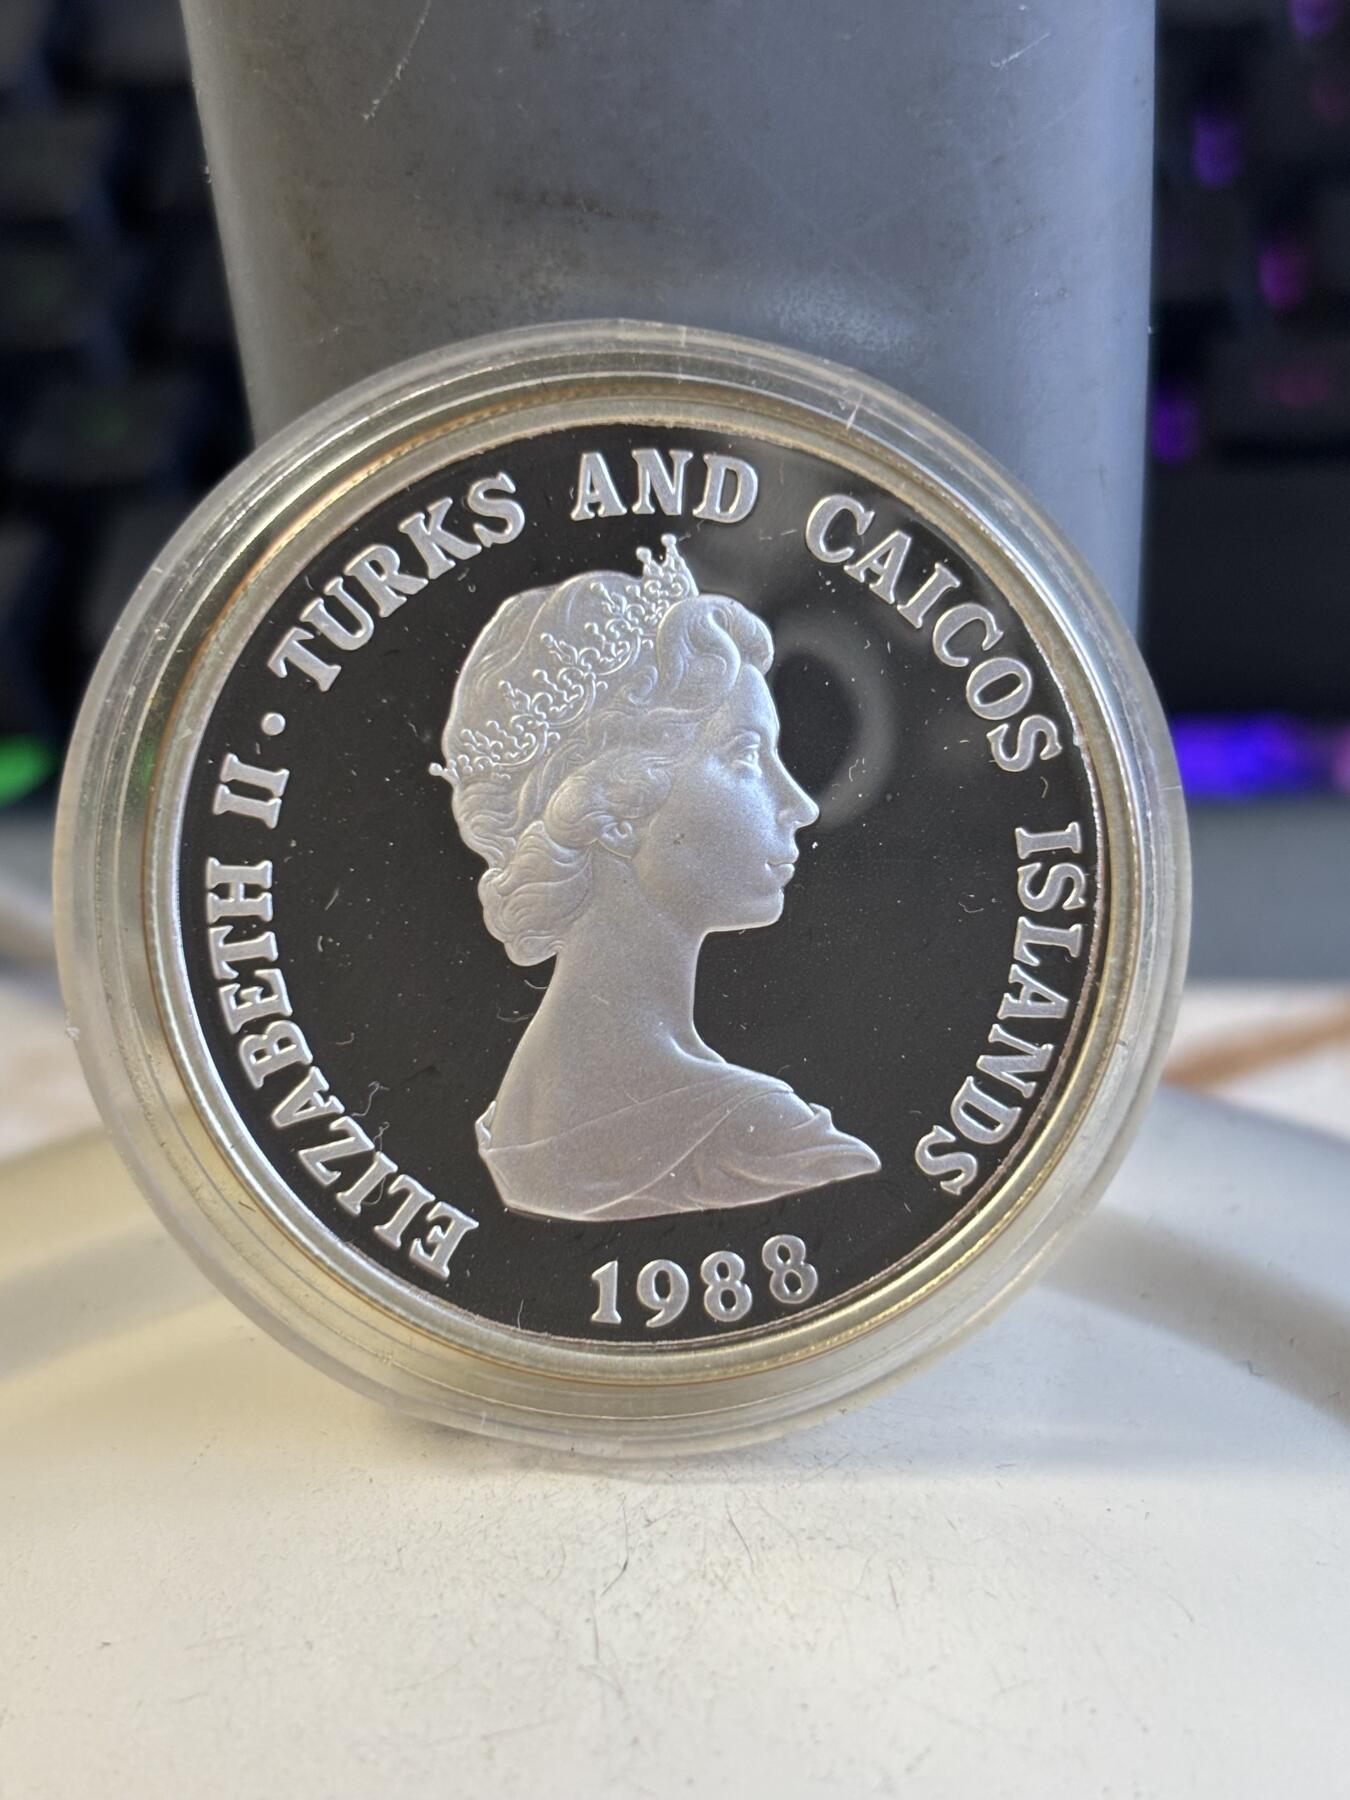 ELIZABETH II · TURKS AND CAICOS ISLANDS
1988